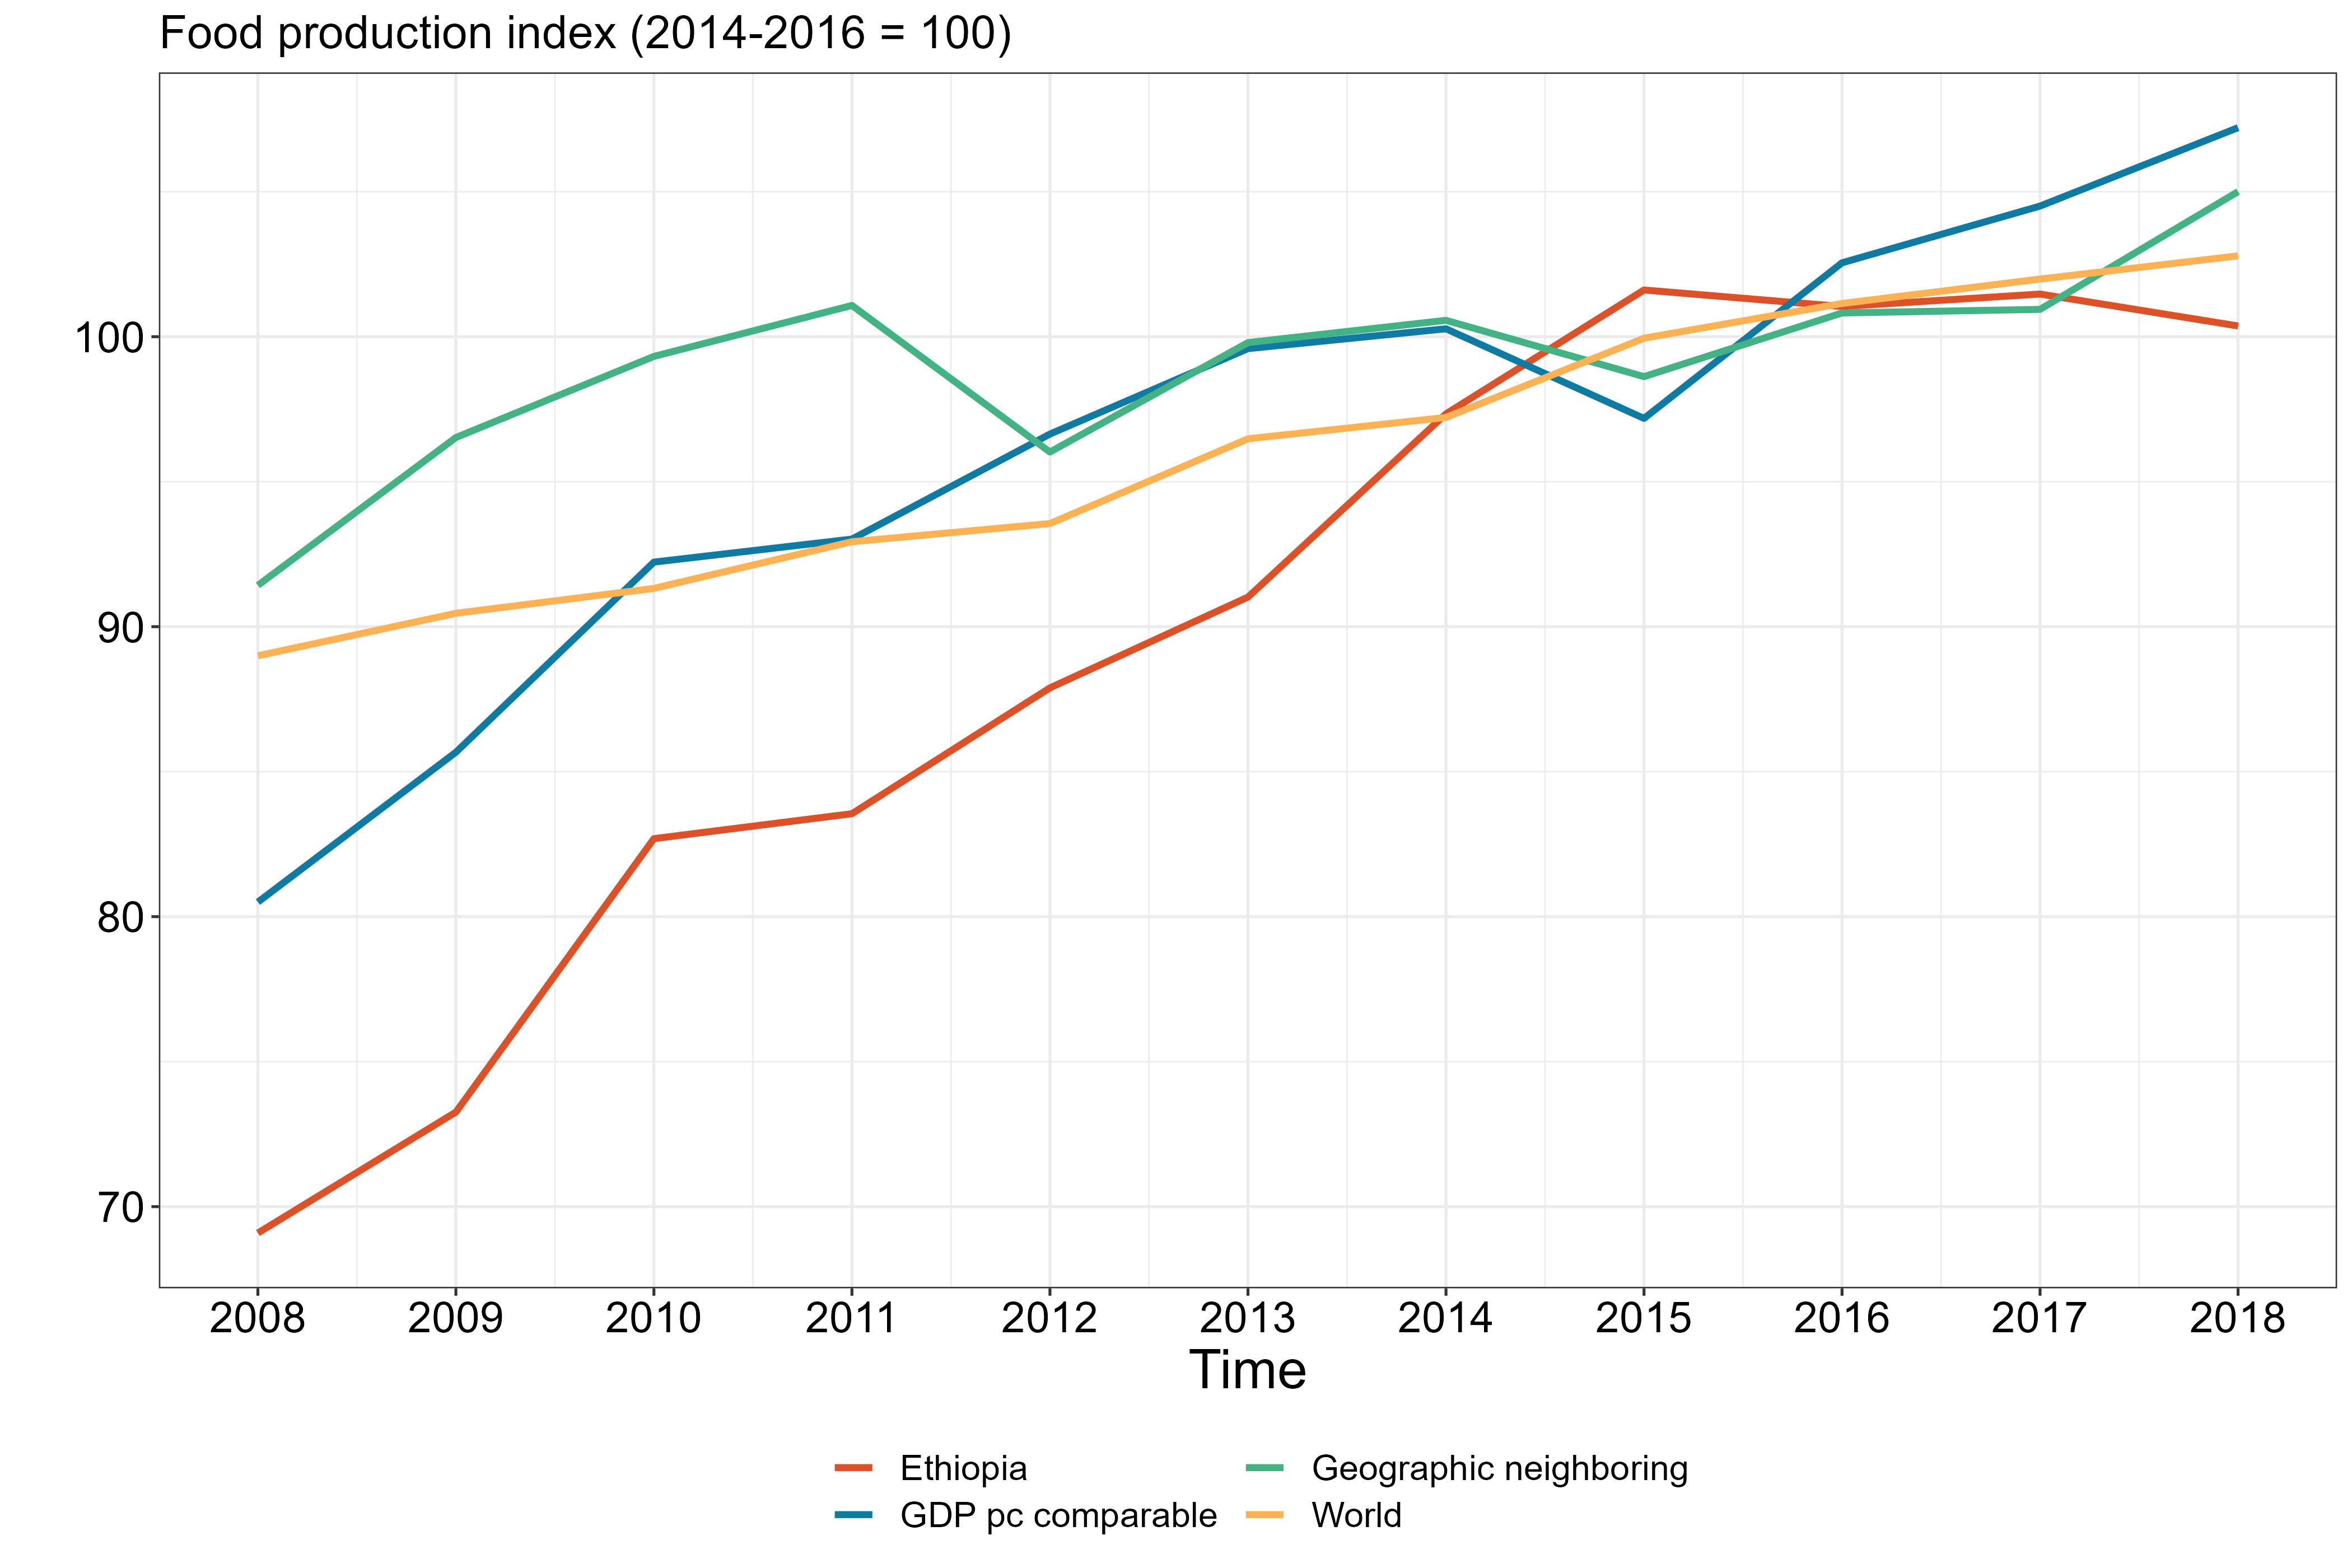 Food production index (2014-2016 = 100)
100
90
80
70
2008 2009 2010 2011 2012 2013 2014 2015 2016 2017 2018
Time
Ethiopia Geographic neighboring
GDP pc comparable World